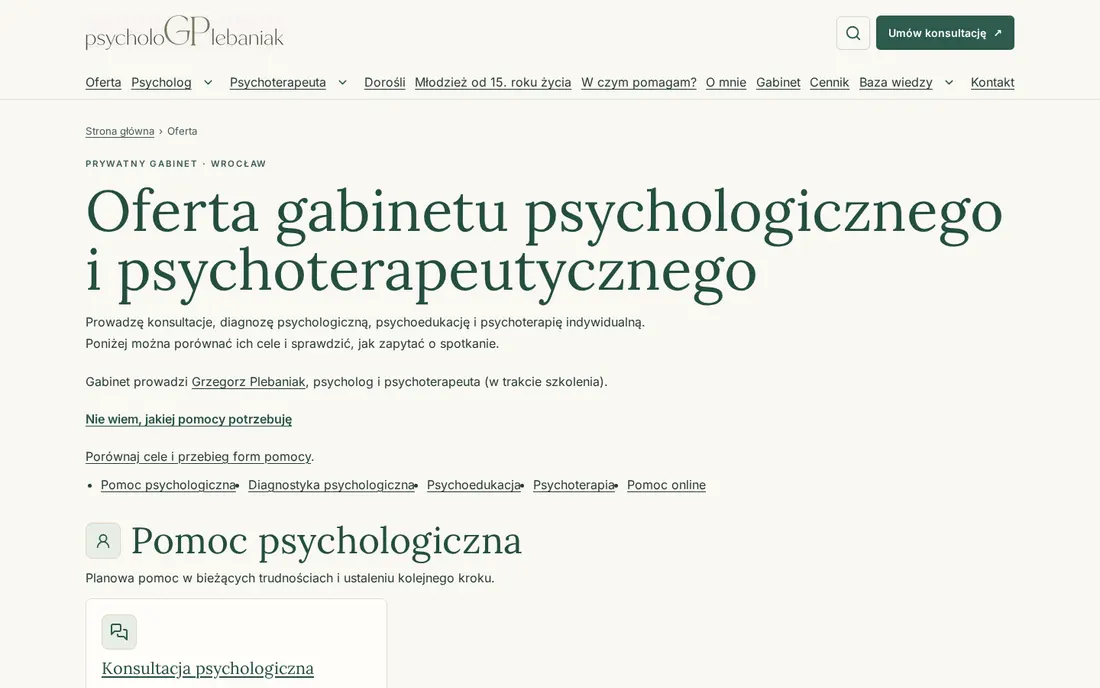 psycholoGPlebaniak
Umów konsultację ↗
Oferta Psycholog Psychoterapeuta Dorośli Młodzież od 15. roku życia W czym pomagam? O mnie Gabinet Cennik Baza wiedzy Kontakt
Strona główna › Oferta
PRYWATNY GABINET · WROCŁAW
Oferta gabinetu psychologicznego
i psychoterapeutycznego
Prowadzę konsultacje, diagnozę psychologiczną, psychoedukację i psychoterapię indywidualną.
Poniżej można porównać ich cele i sprawdzić, jak zapytać o spotkanie.
Gabinet prowadzi Grzegorz Plebaniak, psycholog i psychoterapeuta (w trakcie szkolenia).
Nie wiem, jakiej pomocy potrzebuję
Porównaj cele i przebieg form pomocy.
• Pomoc psychologiczna • Diagnostyka psychologiczna • Psychoedukacja • Psychoterapia • Pomoc online
Pomoc psychologiczna
Planowa pomoc w bieżących trudnościach i ustaleniu kolejnego kroku.
Konsultacja psychologiczna